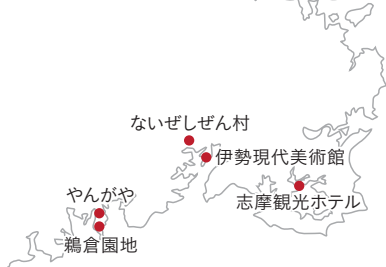 ないぜしぜん村
伊勢現代美術館
志摩観光ホテル
やんがや
鵜倉園地